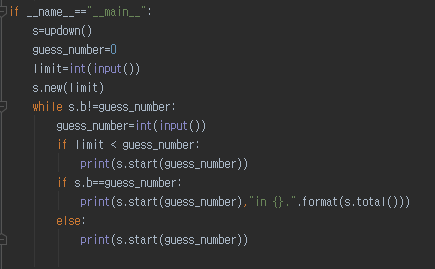 if __name__=="__main__":
    s=updown()
    guess_number=0
    limit=int(input())
    s.new(limit)
    while s.b!=guess_number:
        guess_number=int(input())
        if limit < guess_number:
            print(s.start(guess_number))
        if s.b==guess_number:
            print(s.start(guess_number),"in {}.".format(s.total()))
        else:
            print(s.start(guess_number))